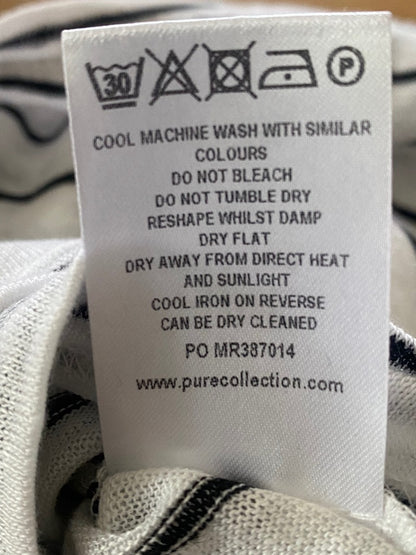 30 P
COOL MACHINE WASH WITH SIMILAR
COLOURS
DO NOT BLEACH
DO NOT TUMBLE DRY
RESHAPE WHILST DAMP
DRY FLAT
DRY AWAY FROM DIRECT HEAT
AND SUNLIGHT
COOL IRON ON REVERSE
CAN BE DRY CLEANED
PO MR387014
www.purecollection.com